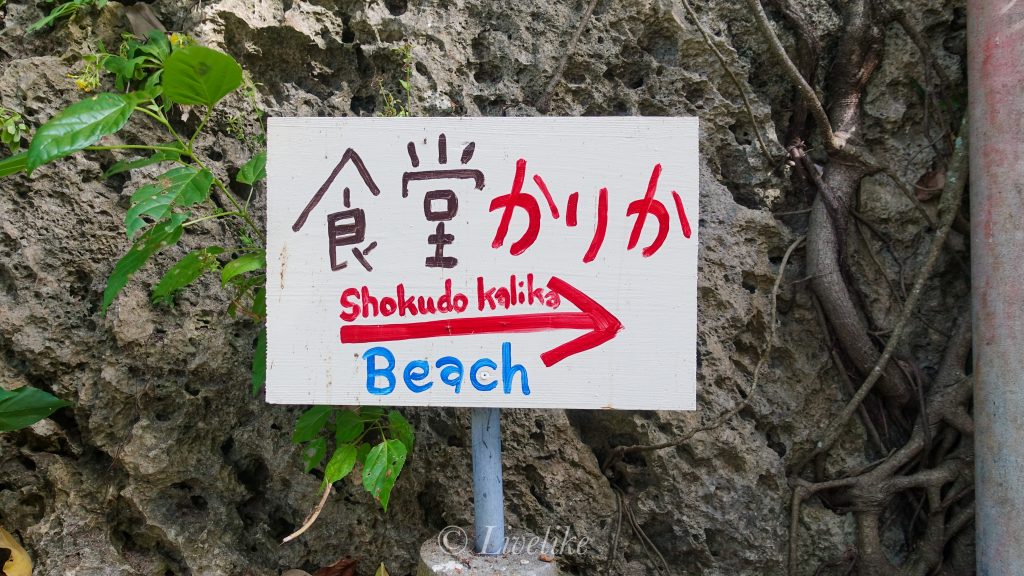 食堂かりか
Shokudo Kalika
Beach
© Livelike